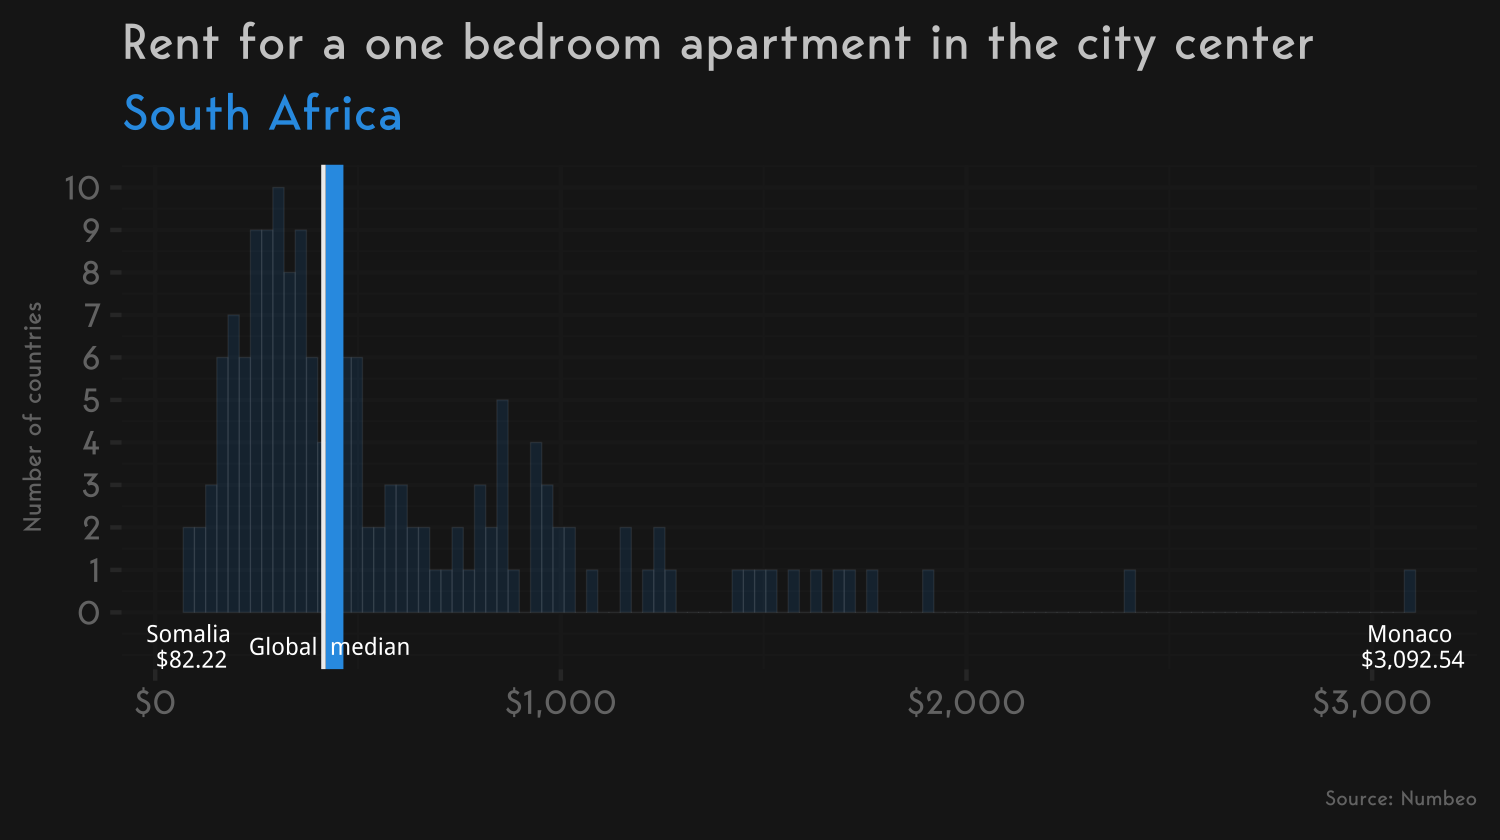 Rent for a one bedroom apartment in the city center
South Africa
Number of countries
10
9
8
7
6
5
4
3
2
1
0
Somalia
$82.22
Global median
Monaco
$3,092.54
$0
$1,000
$2,000
$3,000
Source: Numbeo